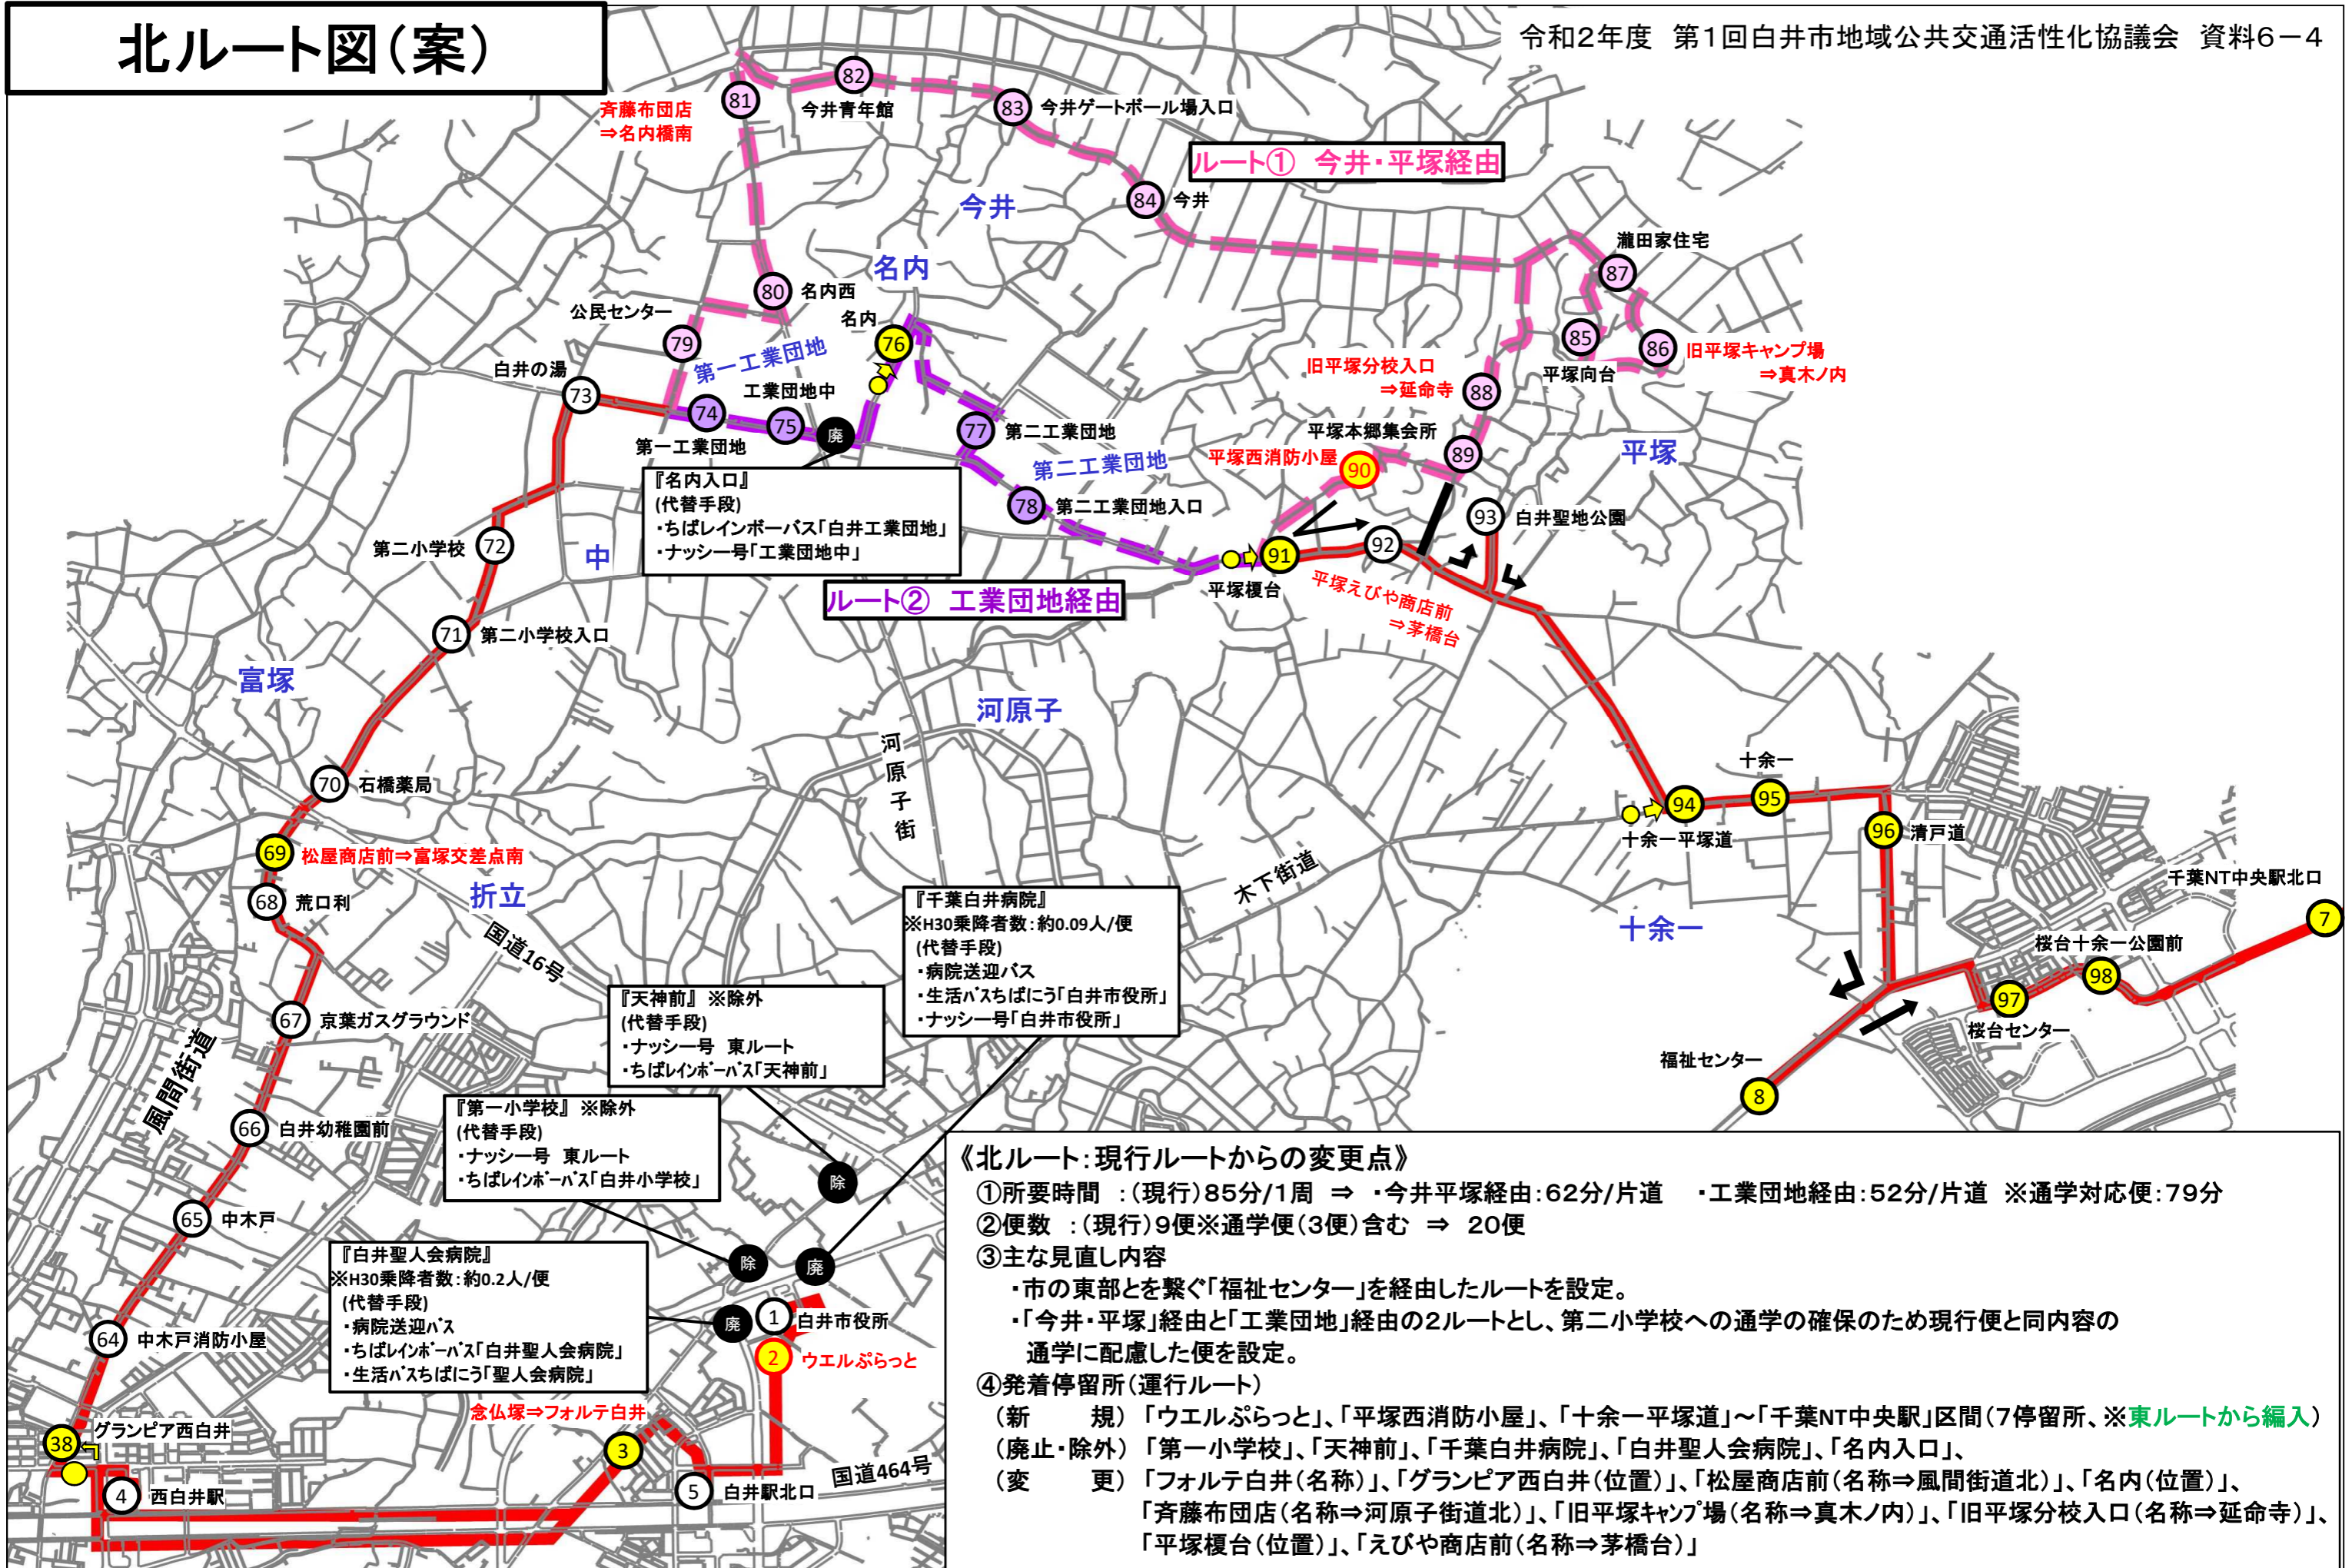 北ルート図(案)
令和2年度 第1回白井市地域公共交通活性化協議会 資料6-4
82
今井青年館
81
斉藤布団店
⇒名内橋南
83
今井ゲートボール場入口
ルート① 今井・平塚経由
84
今井
今井
瀧田家住宅
87
名内
80
名内西
公民センター
79
名内
76
第一工業団地
85
平塚向台
86
旧平塚キャンプ場
⇒真木ノ内
旧平塚分校入口
⇒延命寺
88
白井の湯
73
工業団地中
74
75
廃
第一工業団地
77
第二工業団地
第二工業団地
平塚本郷集会所
89
平塚
平塚西消防小屋
90
78
第二工業団地入口
『名内入口』
(代替手段)
・ちばレインボーバス「白井工業団地」
・ナッシー号「工業団地中」
93
白井聖地公園
第二小学校
72
中
91
92
平塚榎台
平塚えびや商店前
⇒茅橋台
ルート② 工業団地経由
71
第二小学校入口
富塚
河原子
河原子街
70
石橋薬局
十余一
94
95
十余一平塚道
96
清戸道
69
松屋商店前⇒富塚交差点南
68
荒口利
折立
国道16号
木下街道
千葉NT中央駅北口
7
十余一
桜台十余一公園前
98
97
桜台センター
『千葉白井病院』
※H30乗降者数:約0.09人/便
(代替手段)
・病院送迎バス
・生活バスちばにう「白井市役所」
・ナッシー号「白井市役所」
67
京葉ガスグラウンド
風間街道
『天神前』 ※除外
(代替手段)
・ナッシー号 東ルート
・ちばレインボーバス「天神前」
福祉センター
8
66
白井幼稚園前
『第一小学校』 ※除外
(代替手段)
・ナッシー号 東ルート
・ちばレインボーバス「白井小学校」
除
65
中木戸
『白井聖人会病院』
※H30乗降者数:約0.2人/便
(代替手段)
・病院送迎バス
・ちばレインボーバス「白井聖人会病院」
・生活バスちばにう「聖人会病院」
除
廃
廃
1
白井市役所
2
ウエルぷらっと
64
中木戸消防小屋
念仏塚⇒フォルテ白井
3
グランピア西白井
38
4
西白井駅
5
白井駅北口
国道464号
《北ルート:現行ルートからの変更点》
①所要時間 :(現行)85分/1周 ⇒ ・今井平塚経由:62分/片道 ・工業団地経由:52分/片道 ※通学対応便:79分
②便数 :(現行)9便※通学便(3便)含む ⇒ 20便
③主な見直し内容
・市の東部とを繋ぐ「福祉センター」を経由したルートを設定。
・「今井・平塚」経由と「工業団地」経由の2ルートとし、第二小学校への通学の確保のため現行便と同内容の
通学に配慮した便を設定。
④発着停留所(運行ルート)
(新 規) 「ウエルぷらっと」、「平塚西消防小屋」、「十余一平塚道」~「千葉NT中央駅」区間(7停留所、※東ルートから編入)
(廃止・除外) 「第一小学校」、「天神前」、「千葉白井病院」、「白井聖人会病院」、「名内入口」、
(変 更) 「フォルテ白井(名称)」、「グランピア西白井(位置)」、「松屋商店前(名称⇒風間街道北)」、「名内(位置)」、
「斉藤布団店(名称⇒河原子街道北)」、「旧平塚キャンプ場(名称⇒真木ノ内)」、「旧平塚分校入口(名称⇒延命寺)」、
「平塚榎台(位置)」、「えびや商店前(名称⇒茅橋台)」